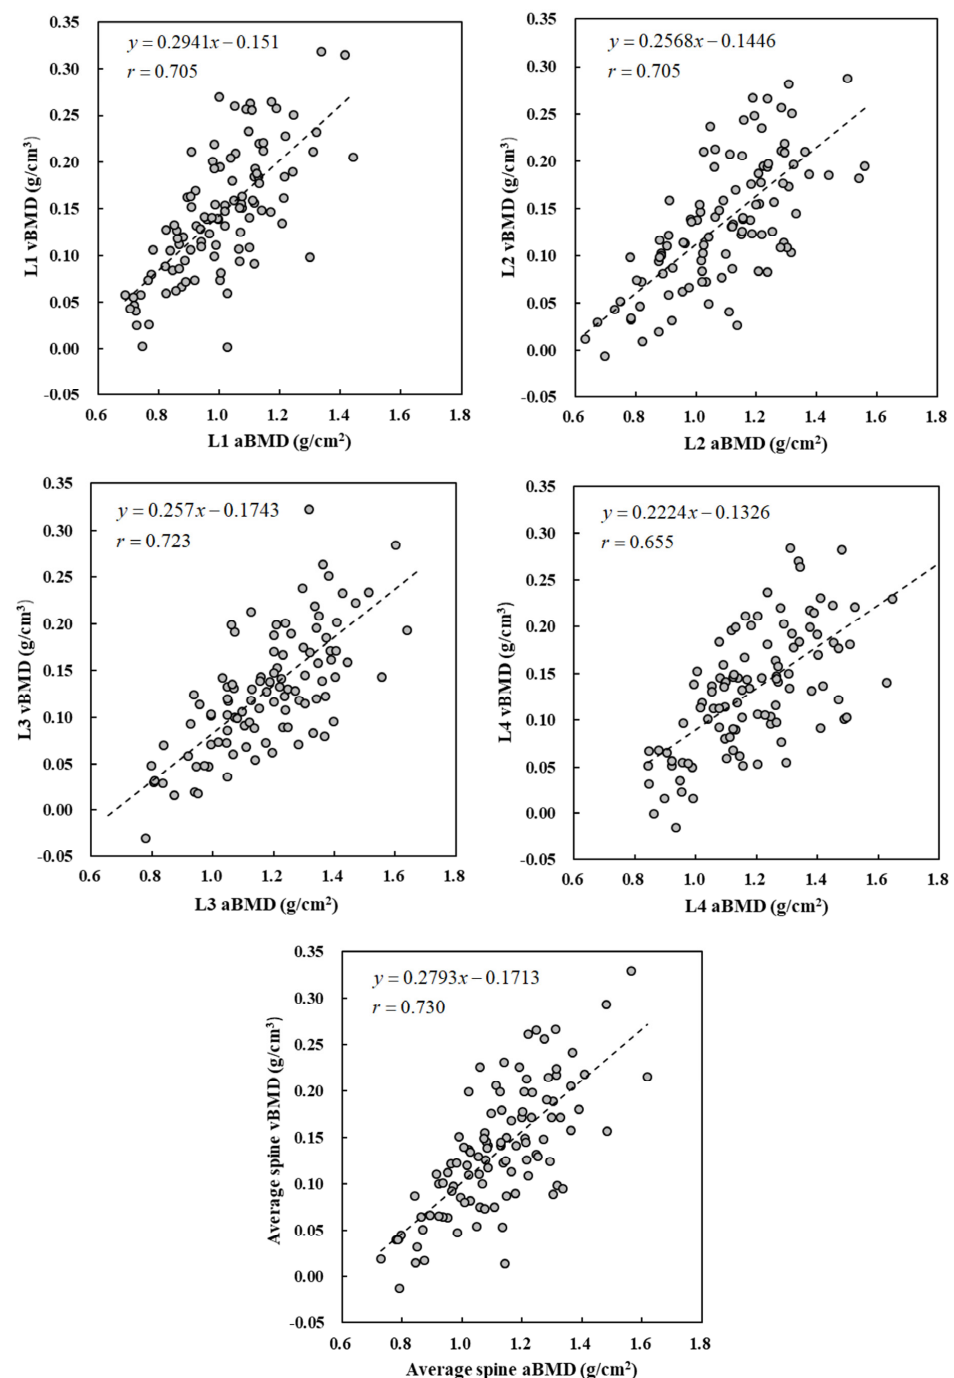 y = 0.2941x − 0.151
r = 0.705
0.35
0.30
0.25
0.20
0.15
0.10
0.05
0.00
-0.05
L1 vBMD (g/cm³)
0.6 0.8 1.0 1.2 1.4 1.6 1.8
L1 aBMD (g/cm²)
y = 0.2568x − 0.1446
r = 0.705
0.35
0.30
0.25
0.20
0.15
0.10
0.05
0.00
-0.05
L2 vBMD (g/cm³)
0.6 0.8 1.0 1.2 1.4 1.6 1.8
L2 aBMD (g/cm²)
y = 0.257x − 0.1743
r = 0.723
0.35
0.30
0.25
0.20
0.15
0.10
0.05
0.00
-0.05
L3 vBMD (g/cm³)
0.6 0.8 1.0 1.2 1.4 1.6 1.8
L3 aBMD (g/cm²)
y = 0.2224x − 0.1326
r = 0.655
0.35
0.30
0.25
0.20
0.15
0.10
0.05
0.00
-0.05
L4 vBMD (g/cm³)
0.6 0.8 1.0 1.2 1.4 1.6 1.8
L4 aBMD (g/cm²)
y = 0.2793x − 0.1713
r = 0.730
0.35
0.30
0.25
0.20
0.15
0.10
0.05
0.00
-0.05
Average spine vBMD (g/cm³)
0.6 0.8 1.0 1.2 1.4 1.6 1.8
Average spine aBMD (g/cm²)